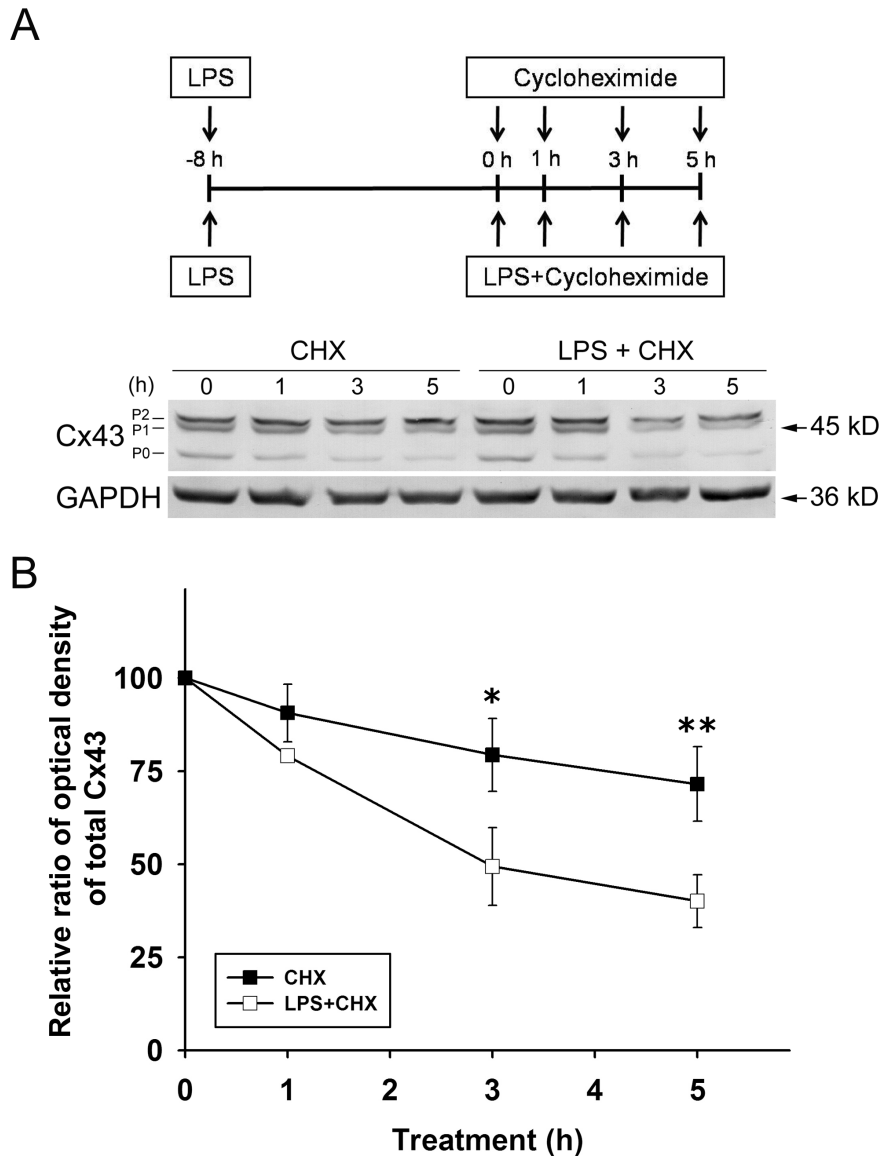 A
LPS
Cycloheximide
-8 h
0 h
1 h
3 h
5 h
LPS
LPS+Cycloheximide
CHX
LPS + CHX
(h)
0
1
3
5
0
1
3
5
Cx43
P2
P1
P0
45 kD
GAPDH
36 kD
B
Relative ratio of optical density
of total Cx43
100
75
50
25
0
*
**
CHX
LPS+CHX
0
1
2
3
4
5
Treatment (h)